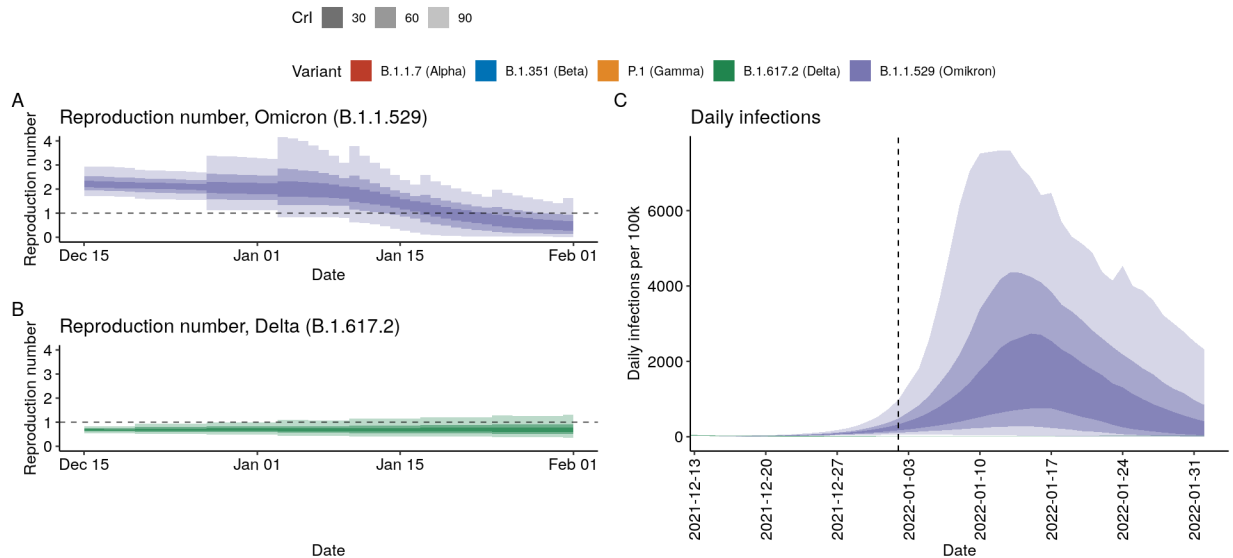 CrI 30 60 90
Variant B.1.1.7 (Alpha) B.1.351 (Beta) P.1 (Gamma) B.1.617.2 (Delta) B.1.1.529 (Omikron)
A
Reproduction number, Omicron (B.1.1.529)
Reproduction number
4
3
2
1
0
Dec 15 Jan 01 Jan 15 Feb 01
Date
B
Reproduction number, Delta (B.1.617.2)
Reproduction number
4
3
2
1
0
Dec 15 Jan 01 Jan 15 Feb 01
Date
C
Daily infections
Daily infections per 100k
6000
4000
2000
0
2021-12-13
2021-12-20
2021-12-27
2022-01-03
2022-01-10
2022-01-17
2022-01-24
2022-01-31
Date